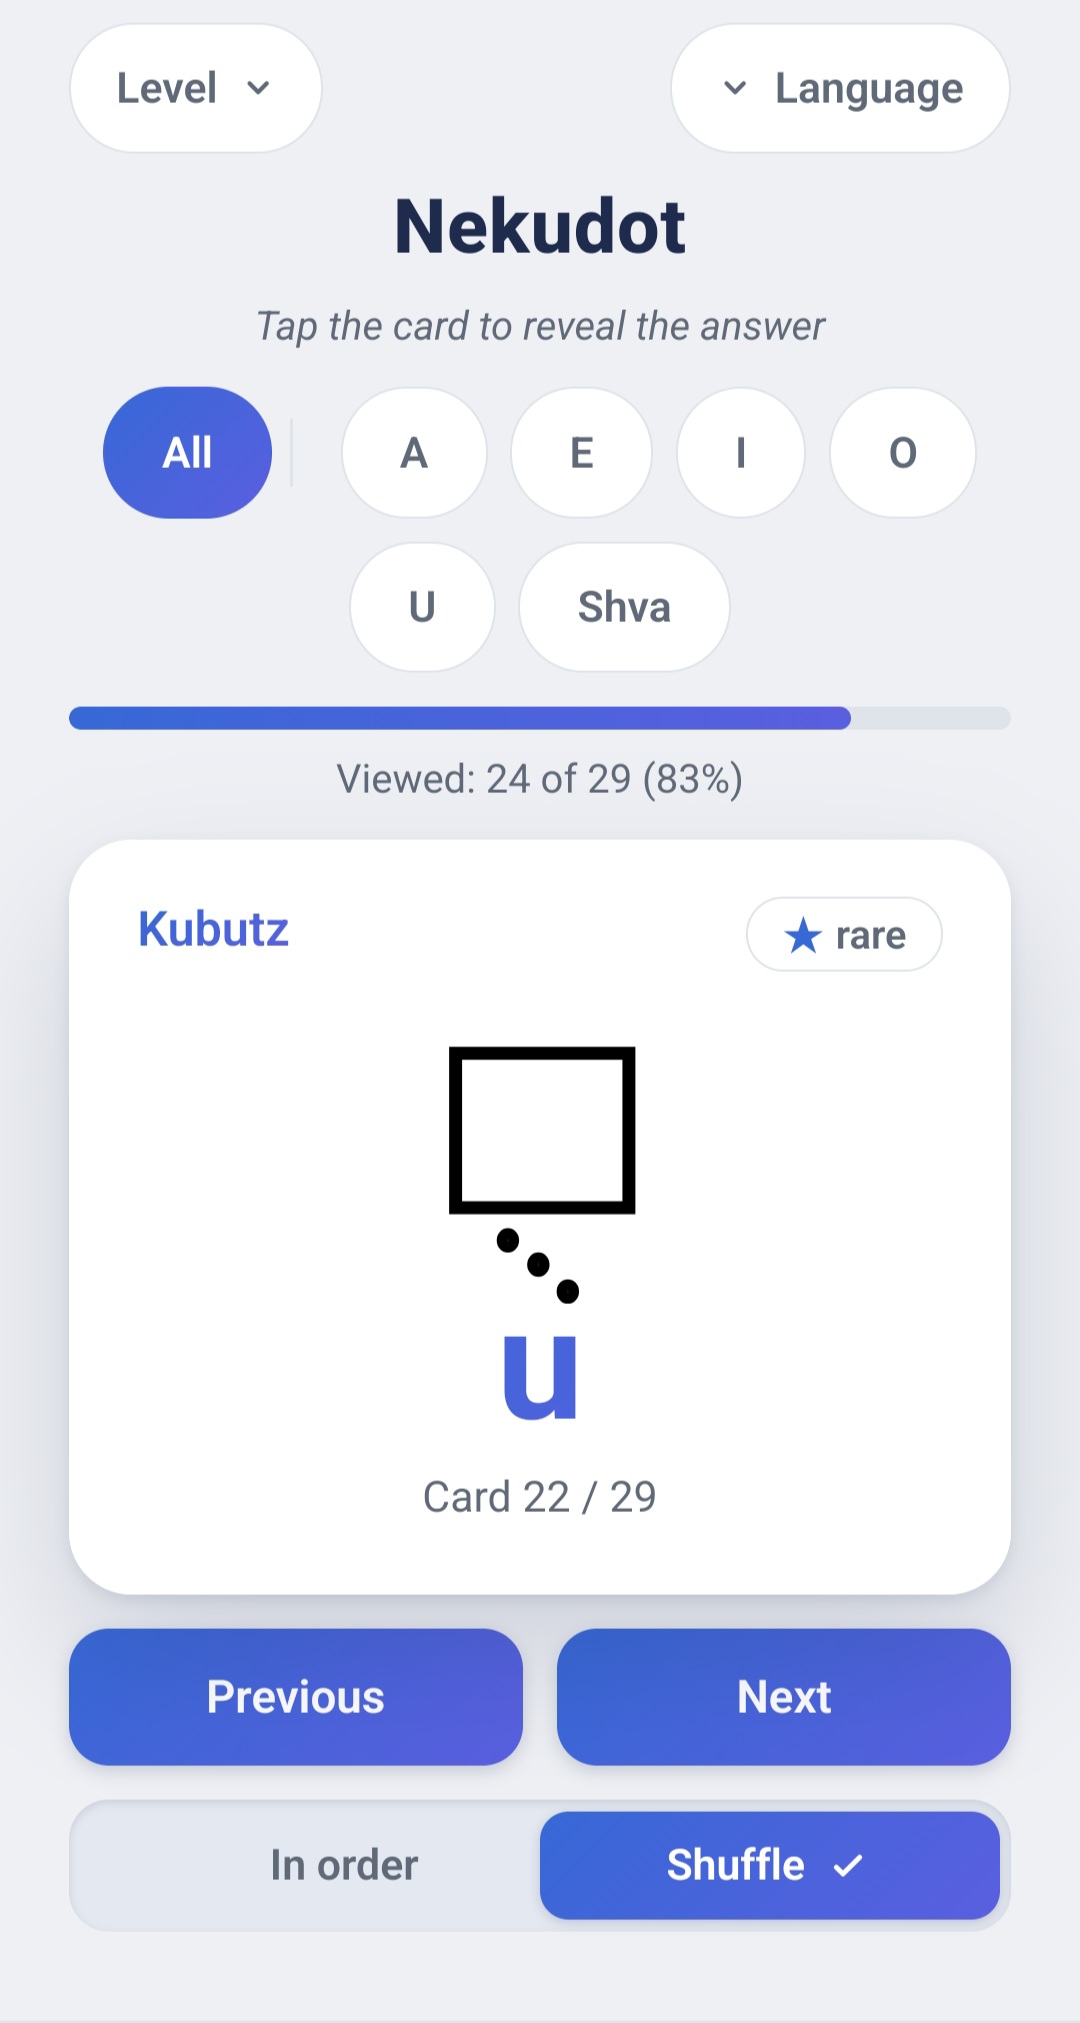 Level
Language
Nekudot
Tap the card to reveal the answer
All
A
E
I
O
U
Shva
Viewed: 24 of 29 (83%)
Kubutz
★ rare
u
Card 22 / 29
Previous
Next
In order
Shuffle ✓